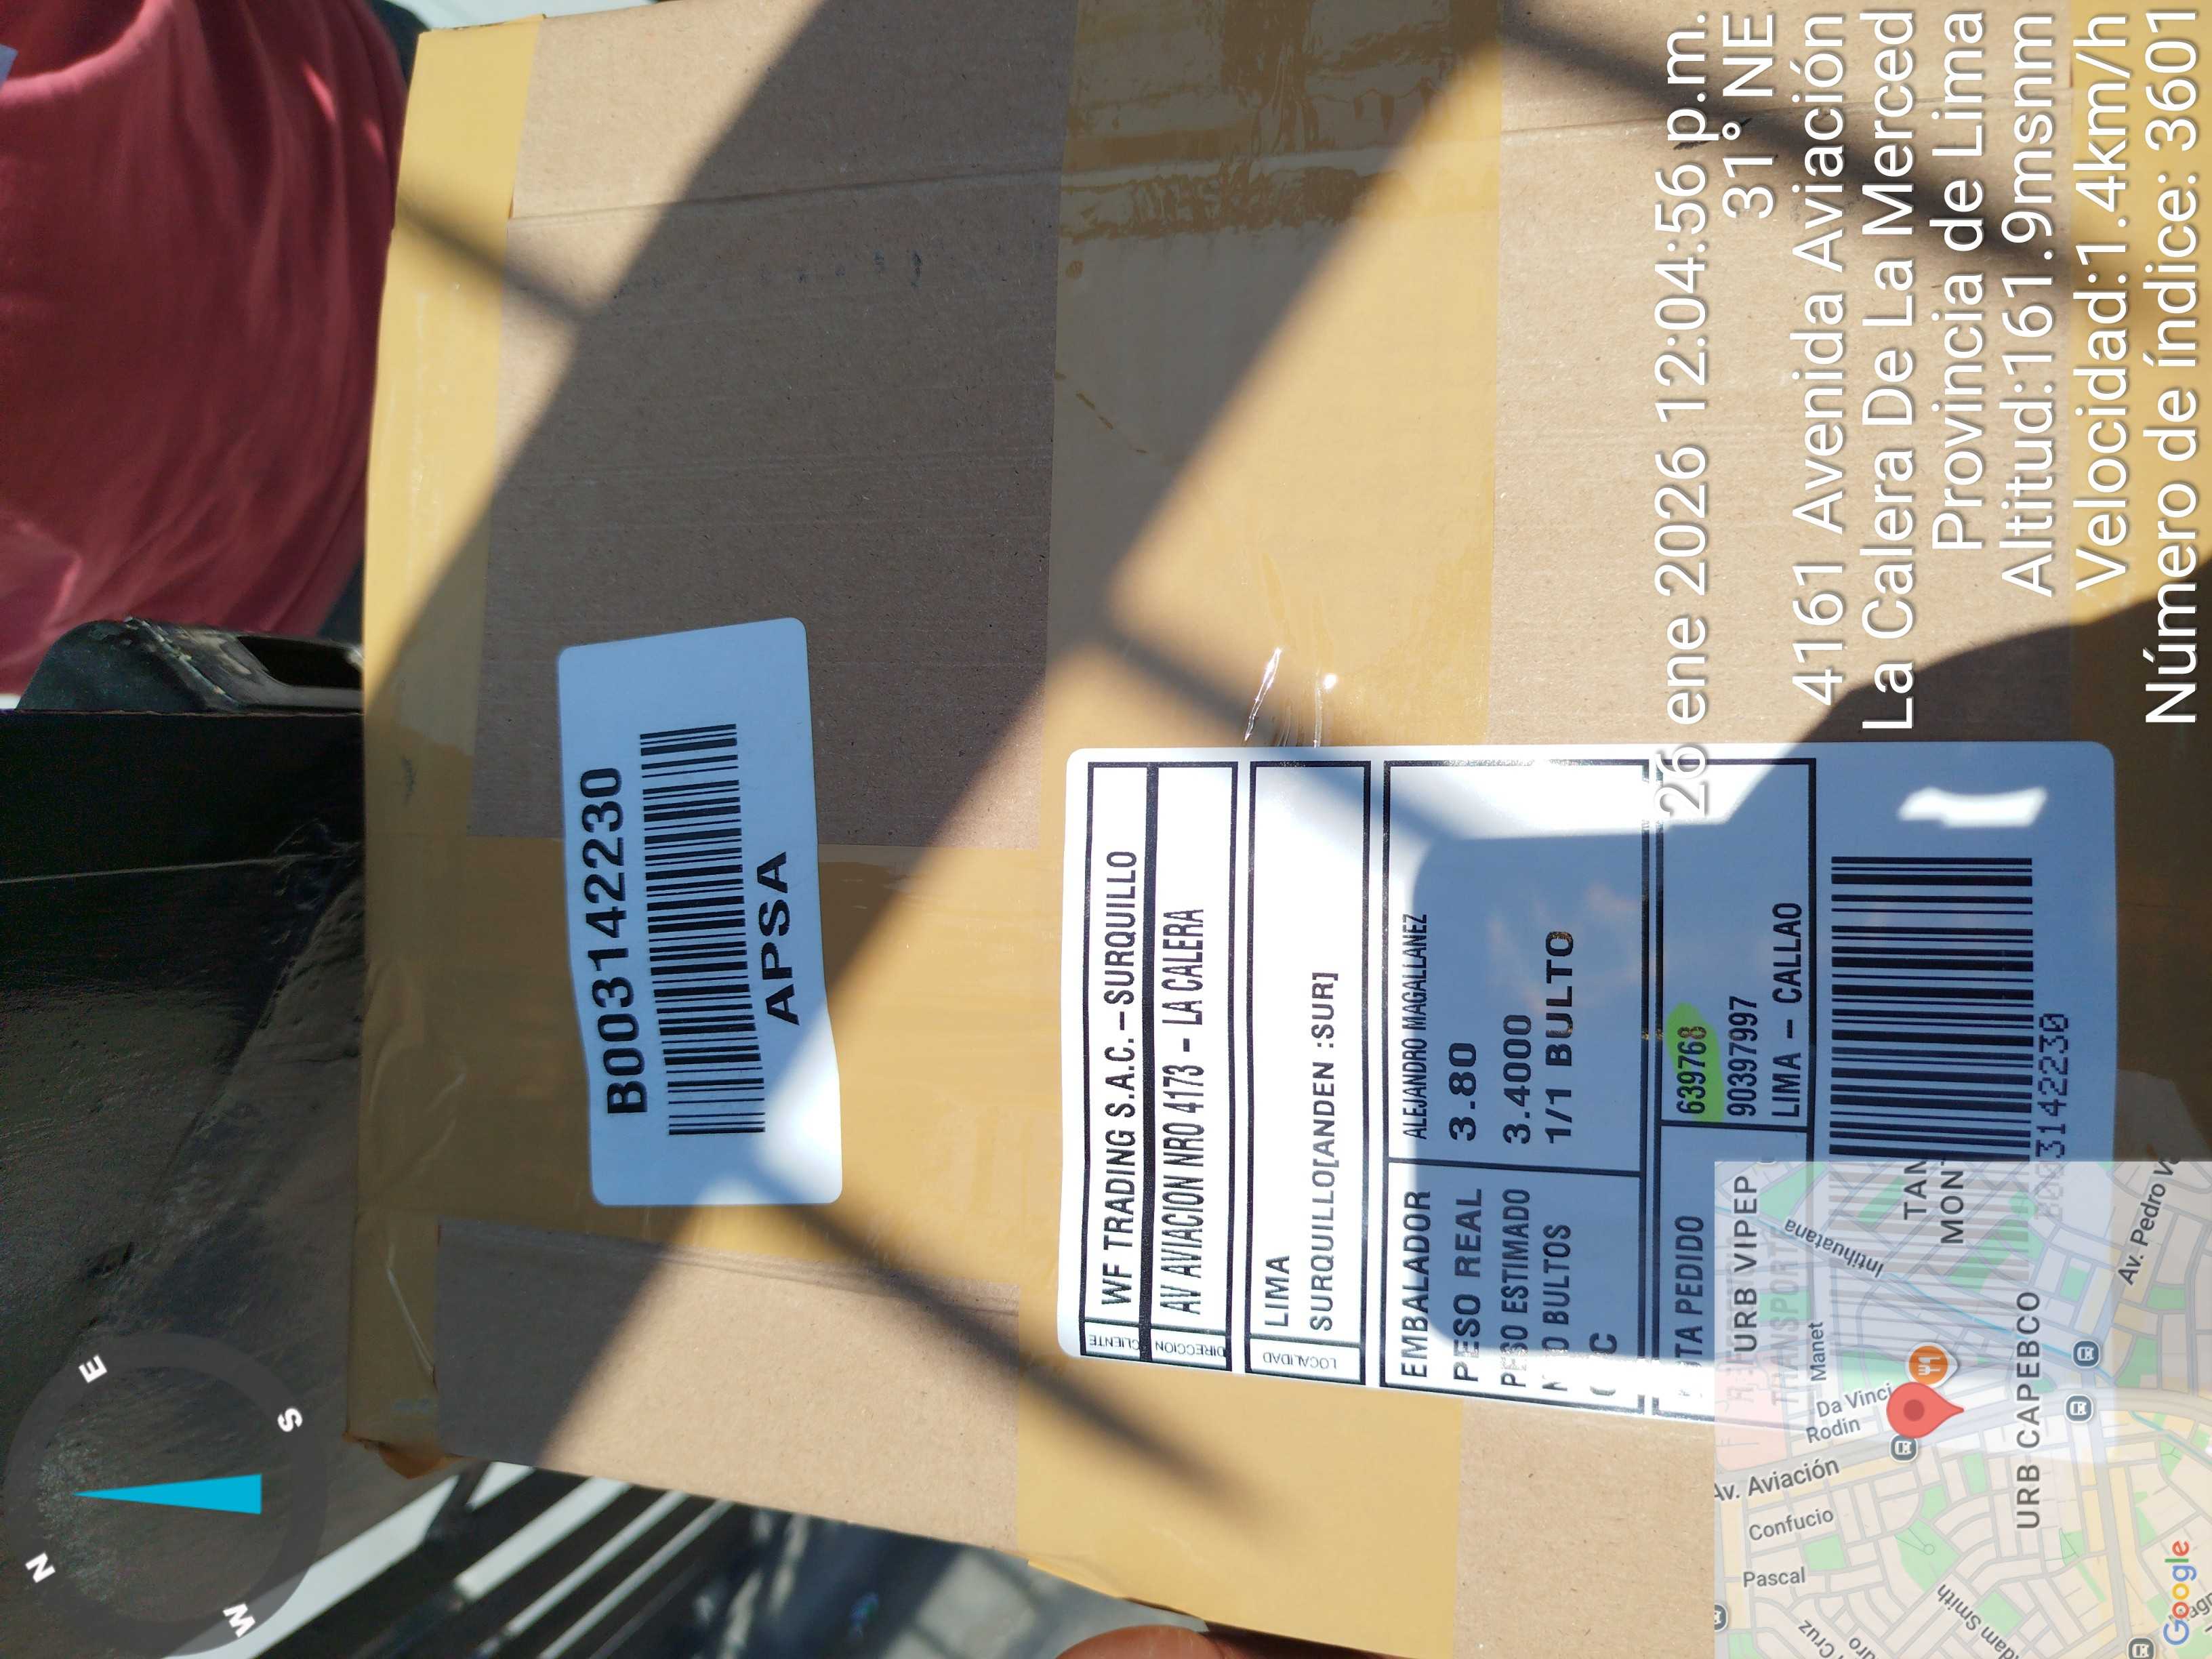 B003142230
APSA
CLIENTE WF TRADING S.A.C. - SURQUILLO
DIRECCION AV AVIACION NRO 4173 - LA CALERA
LOCALIDAD LIMA
SURQUILLO[ANDEN :SUR]
EMBALADOR ALEJANDRO MAGALLANEZ
PESO REAL 3.80
PESO ESTIMADO 3.4000
BULTOS 1/1 BULTO
PEDIDO 639768
90397997
LIMA - CALLAO
B003142230
26 ene 2026 12:04:56 p.m.
31° NE
4161 Avenida Aviación
La Calera De La Merced
Provincia de Lima
Altitud:161.9msnm
Velocidad:1.4km/h
Número de índice: 3601
N
E
S
W
URB VIPEP
Intihuatana
Manet
Da Vinci
Rodin
Av. Aviación
Confucio
Pascal
URB CAPEBCO
Av. Pedro
Google